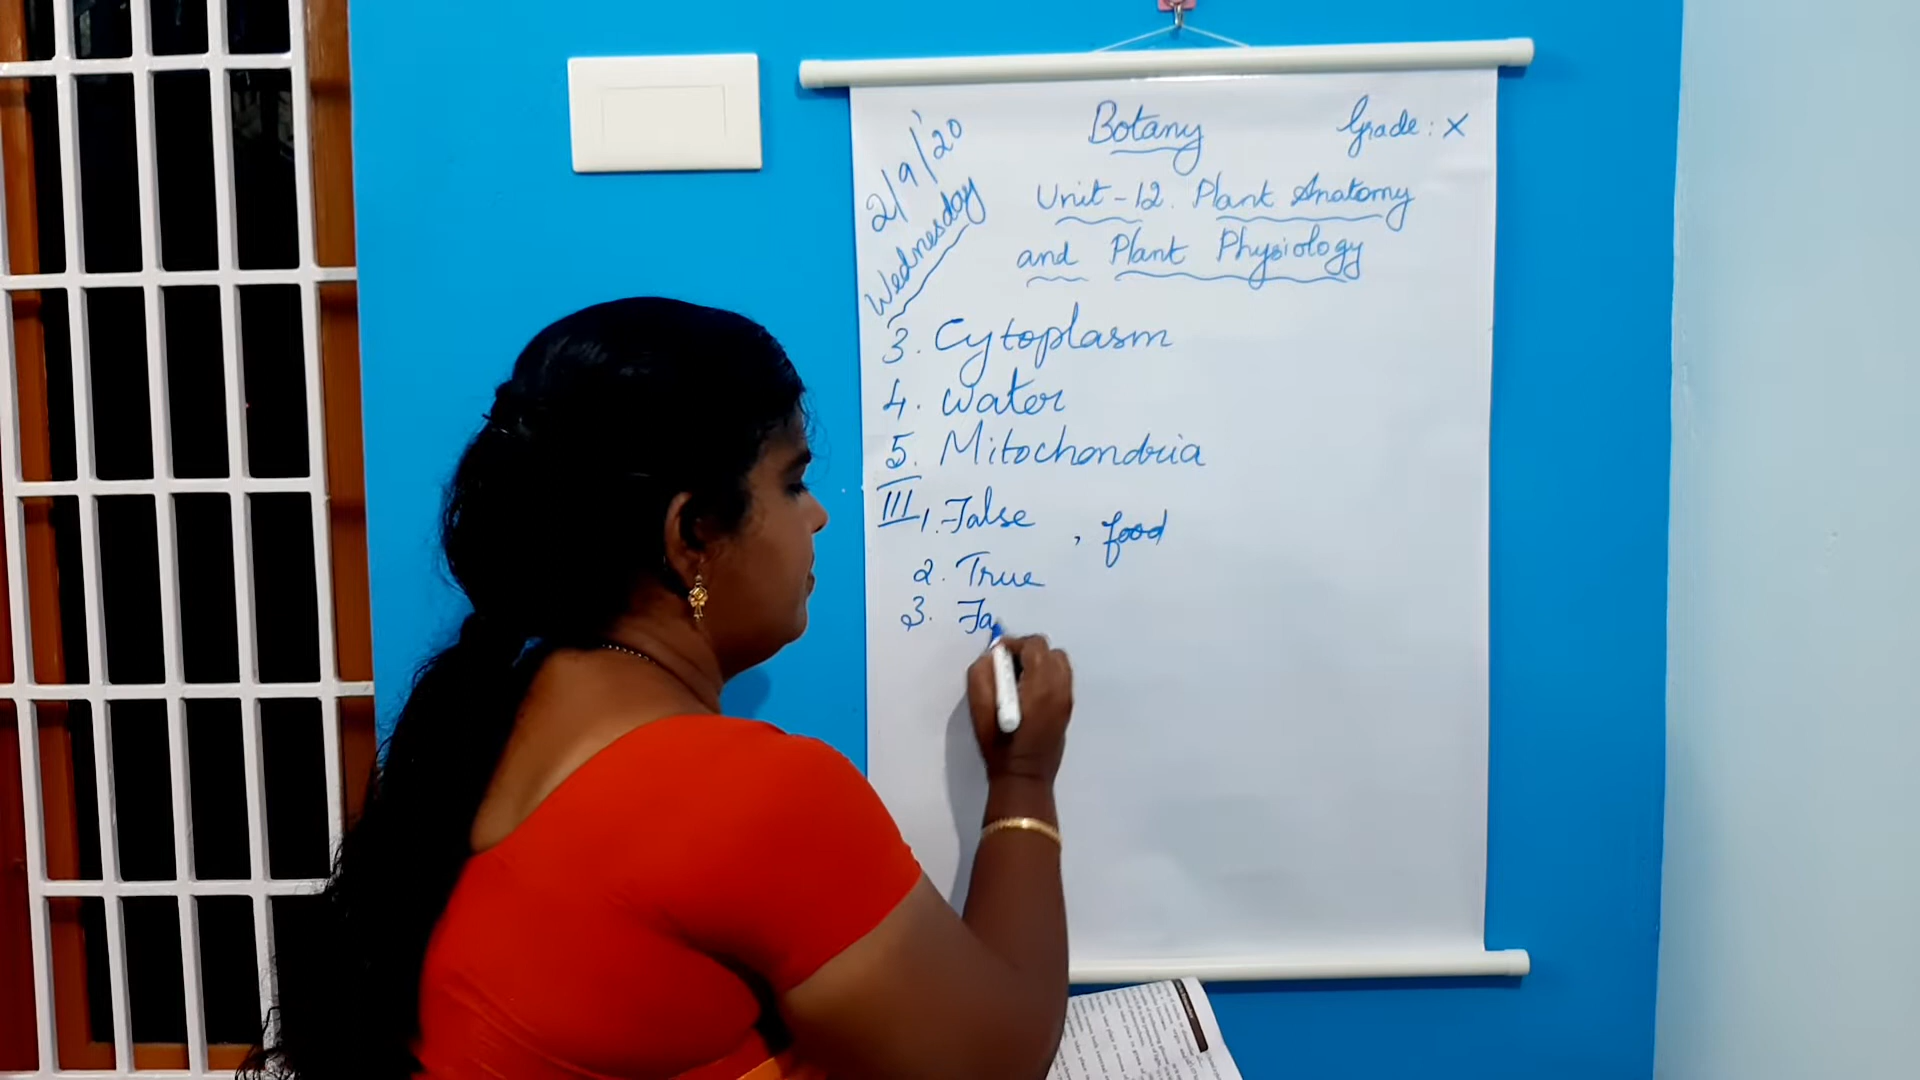 2/9/'20
Wednesday
Botany
Grade: X
Unit-12. Plant Anatomy
and Plant Physiology
3. Cytoplasm
4. Water
5. Mitochondria
III 1. False, food
2. True
3. Fa